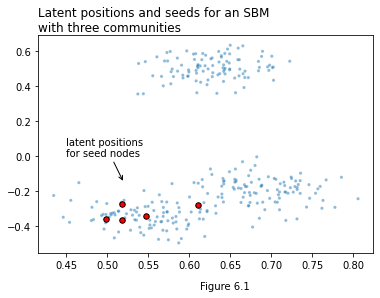 Latent positions and seeds for an SBM
with three communities
0.6
0.4
0.2
0.0
−0.2
−0.4
latent positions
for seed nodes
0.45 0.50 0.55 0.60 0.65 0.70 0.75 0.80
Figure 6.1